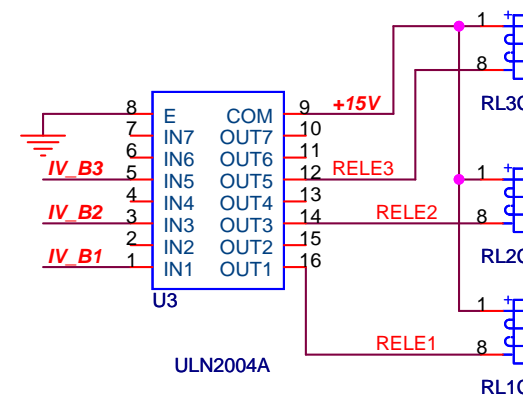 1
8
RL3
8 E COM 9 +15V
7 IN7 OUT7 10
6 IN6 OUT6 11
IV_B3 5 IN5 OUT5 12 RELE3
4 IN4 OUT4 13
IV_B2 3 IN3 OUT3 14 RELE2
2 IN2 OUT2 15
IV_B1 1 IN1 OUT1 16
1
8
RL2
U3
1
RELE1 8
ULN2004A
RL1